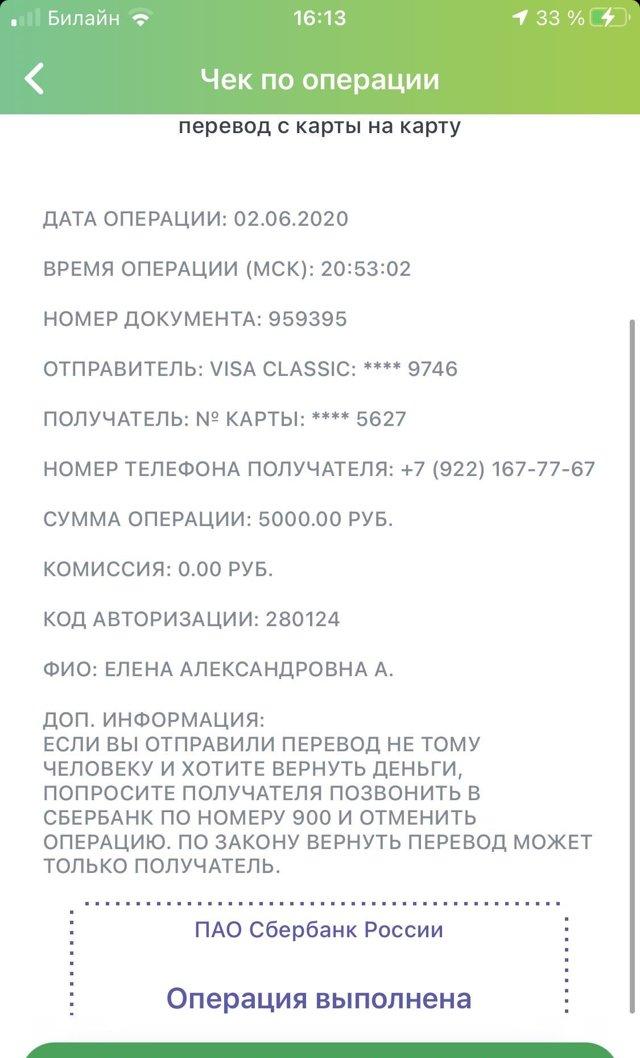 Билайн 16:13 33 %
Чек по операции
перевод с карты на карту
ДАТА ОПЕРАЦИИ: 02.06.2020
ВРЕМЯ ОПЕРАЦИИ (МСК): 20:53:02
НОМЕР ДОКУМЕНТА: 959395
ОТПРАВИТЕЛЬ: VISA CLASSIC: **** 9746
ПОЛУЧАТЕЛЬ: № КАРТЫ: **** 5627
НОМЕР ТЕЛЕФОНА ПОЛУЧАТЕЛЯ: +7 (922) 167-77-67
СУММА ОПЕРАЦИИ: 5000.00 РУБ.
КОМИССИЯ: 0.00 РУБ.
КОД АВТОРИЗАЦИИ: 280124
ФИО: ЕЛЕНА АЛЕКСАНДРОВНА А.
ДОП. ИНФОРМАЦИЯ:
ЕСЛИ ВЫ ОТПРАВИЛИ ПЕРЕВОД НЕ ТОМУ
ЧЕЛОВЕКУ И ХОТИТЕ ВЕРНУТЬ ДЕНЬГИ,
ПОПРОСИТЕ ПОЛУЧАТЕЛЯ ПОЗВОНИТЬ В
СБЕРБАНК ПО НОМЕРУ 900 И ОТМЕНИТЬ
ОПЕРАЦИЮ. ПО ЗАКОНУ ВЕРНУТЬ ПЕРЕВОД МОЖЕТ
ТОЛЬКО ПОЛУЧАТЕЛЬ.
ПАО Сбербанк России
Операция выполнена